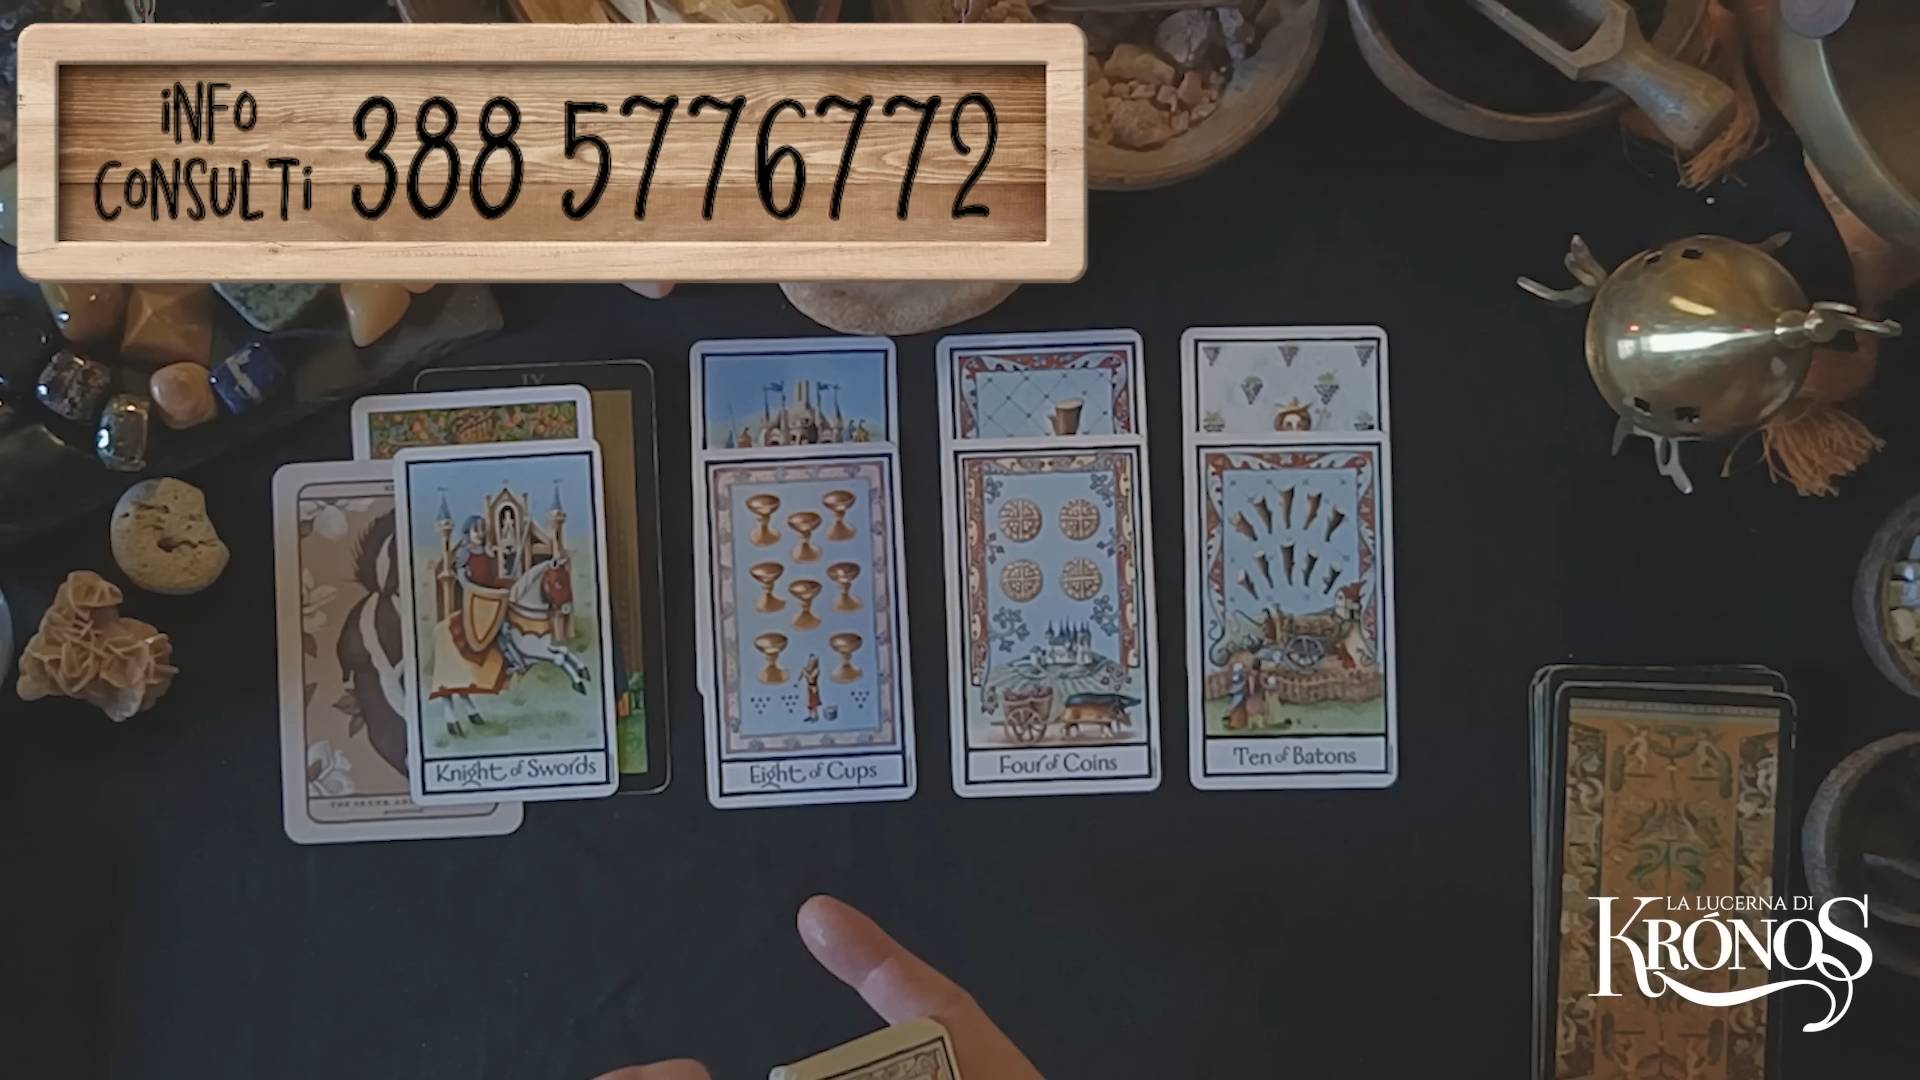 iNFO
CONSULTi
388 5776772
IX
Knight of Swords
Eight of Cups
Four of Coins
Ten of Batons
LA LUCERNA DI
KRÓNOS